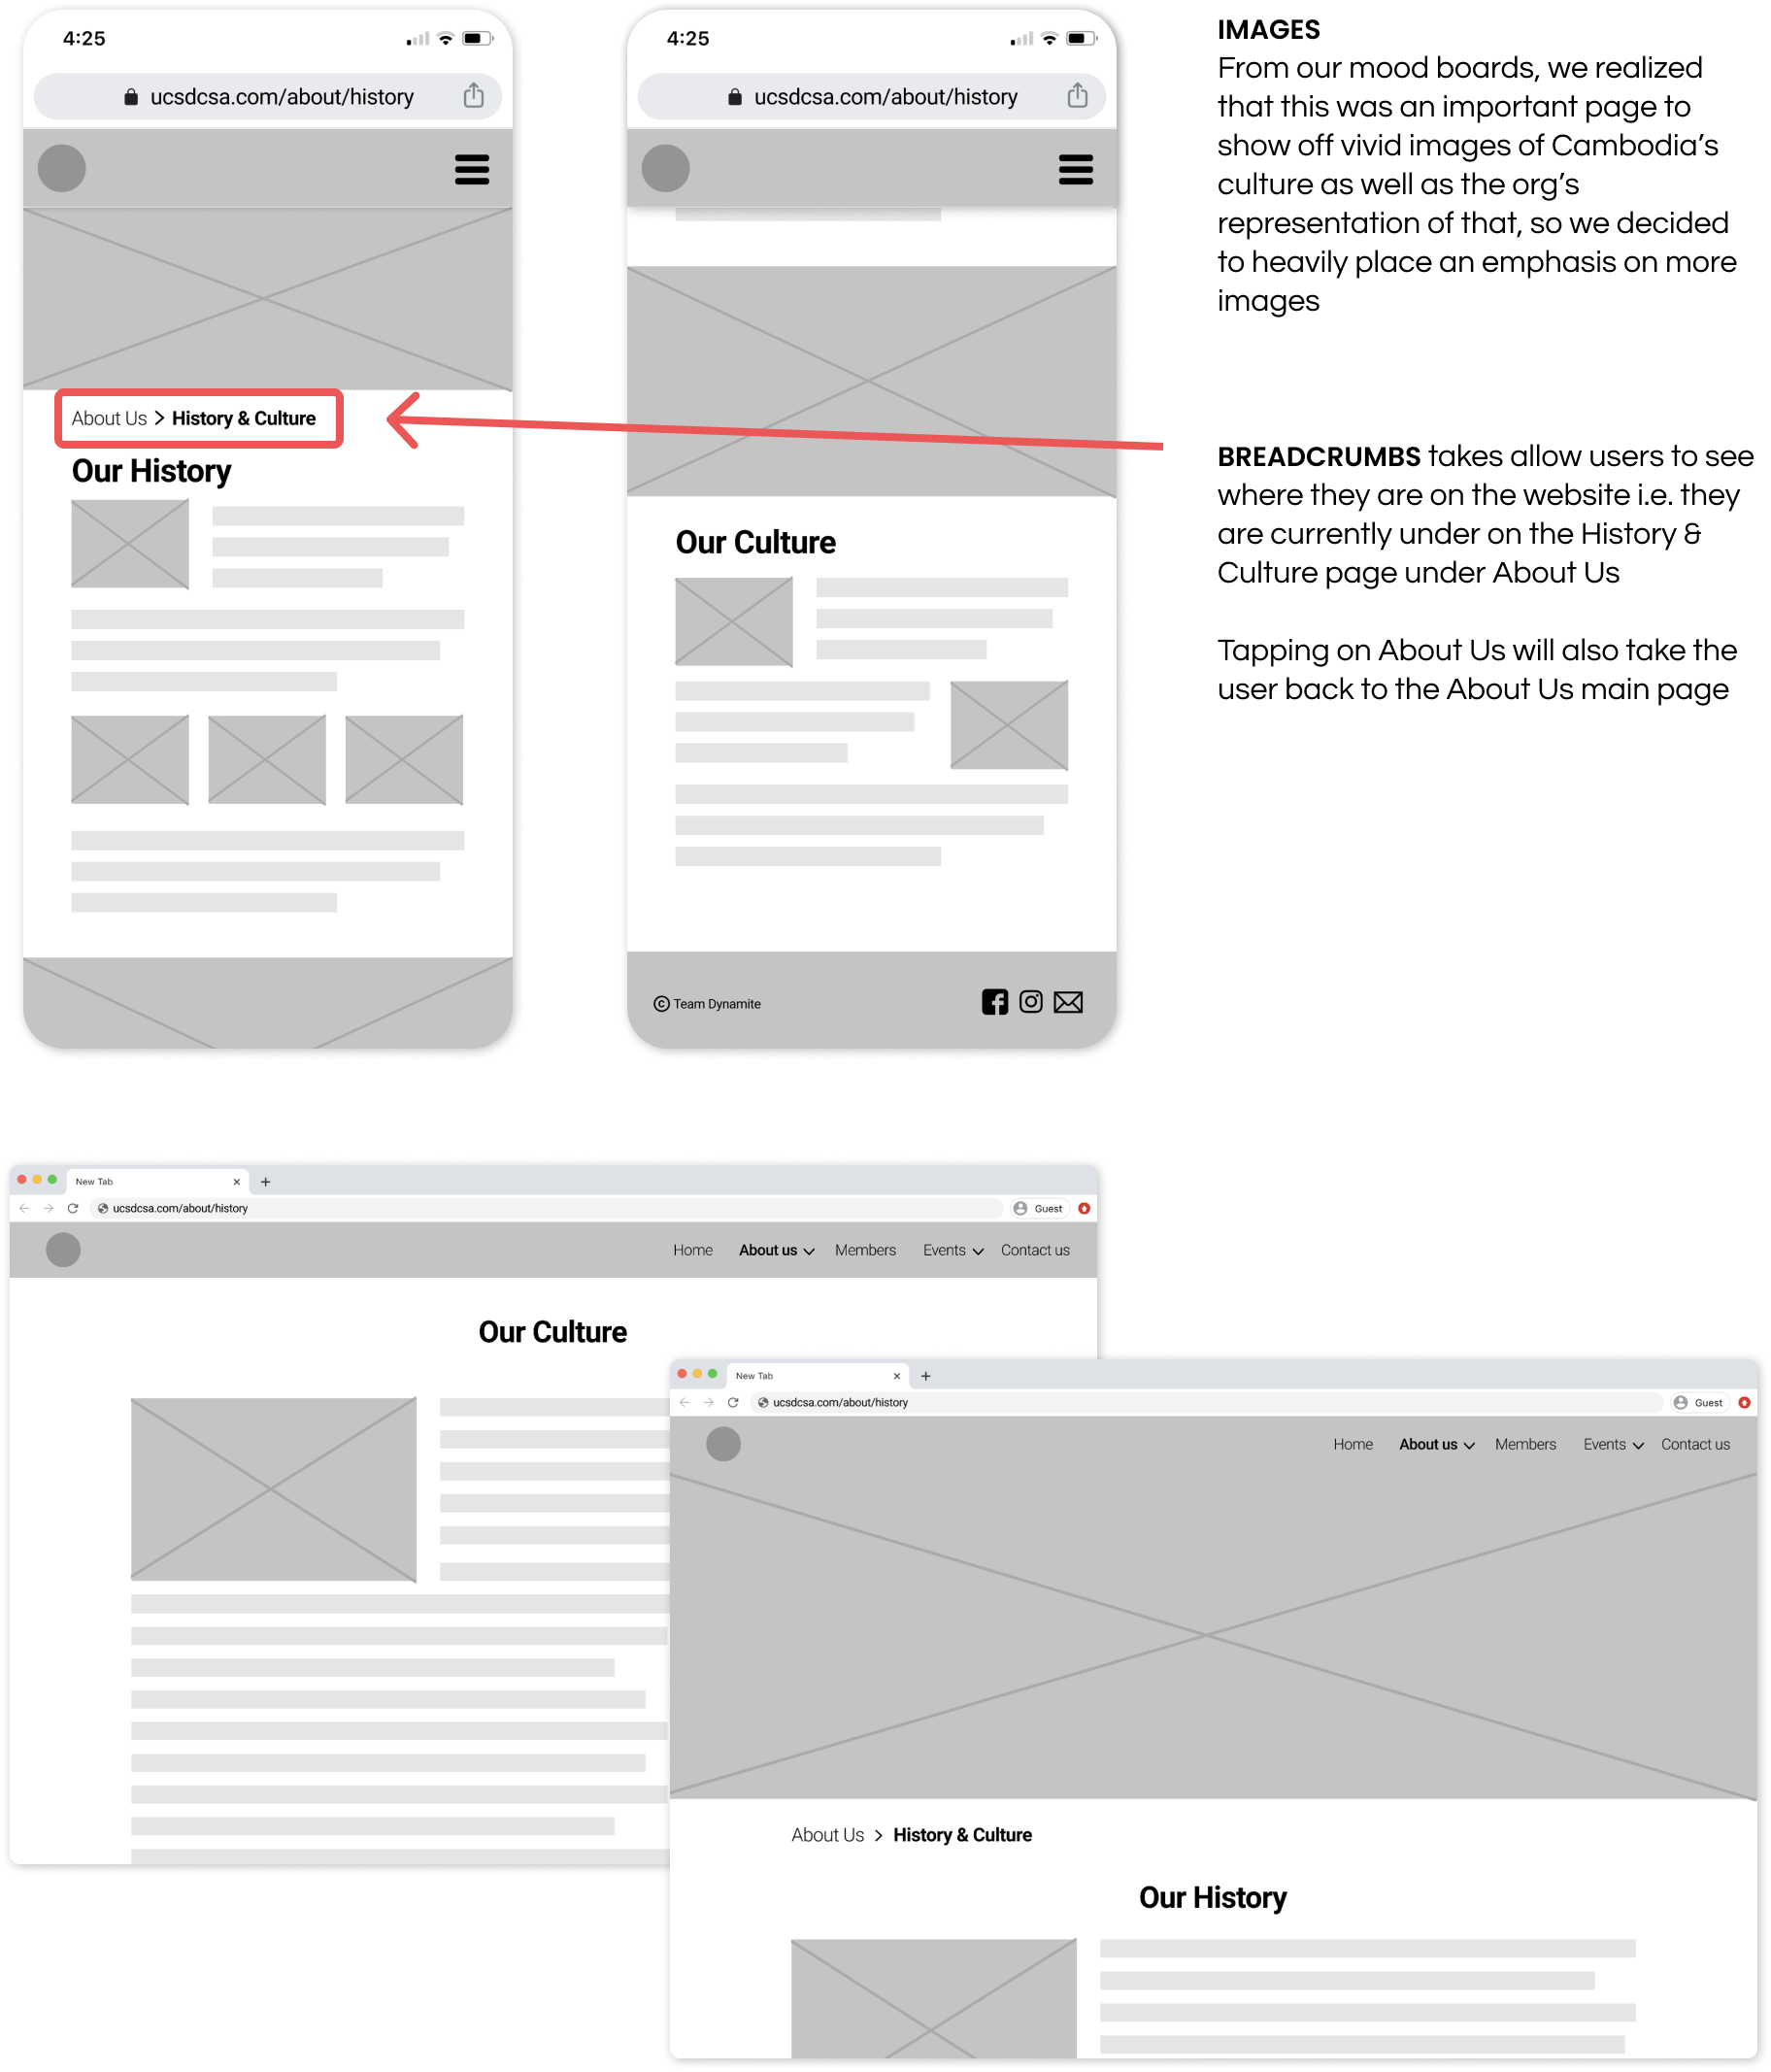 4:25
ucsdcsa.com/about/history
About Us > History & Culture
Our History
4:25
ucsdcsa.com/about/history
Our Culture
© Team Dynamite
IMAGES
From our mood boards, we realized
that this was an important page to
show off vivid images of Cambodia's
culture as well as the org's
representation of that, so we decided
to heavily place an emphasis on more
images
BREADCRUMBS takes allow users to see
where they are on the website i.e. they
are currently under on the History &
Culture page under About Us
Tapping on About Us will also take the
user back to the About Us main page
New Tab
ucsdcsa.com/about/history
Guest
Home About us Members Events Contact us
Our Culture
New Tab
ucsdcsa.com/about/history
Guest
Home About us Members Events Contact us
About Us > History & Culture
Our History